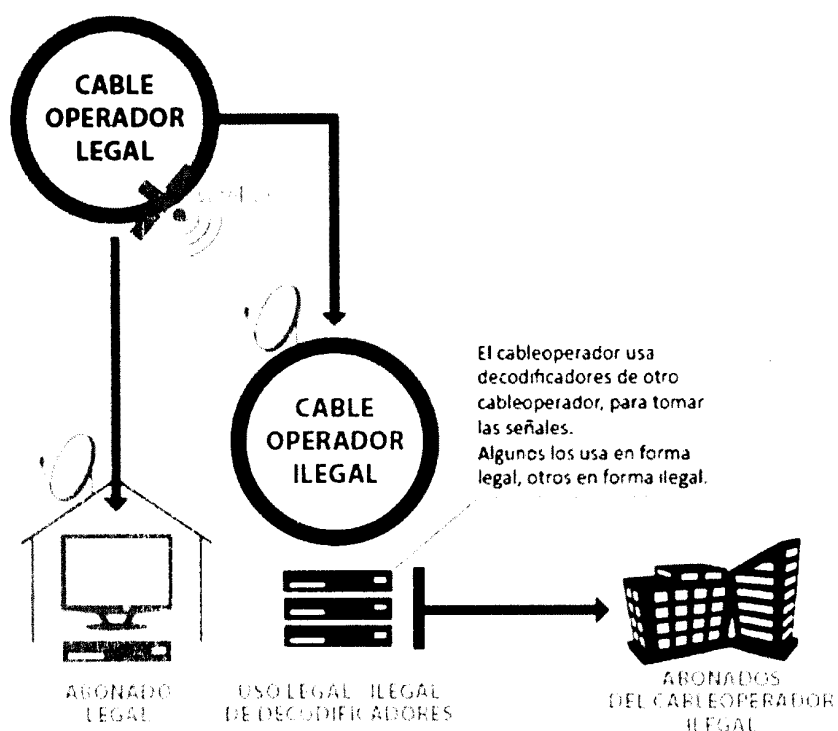 CABLE
OPERADOR
LEGAL
CABLE
OPERADOR
ILEGAL
El cableoperador usa
decodificadores de otro
cableoperador, para tomar
las señales.
Algunos los usa en forma
legal, otros en forma ilegal.
ABONADO
LEGAL
USO LEGAL ILEGAL
DE DECODIFICADORES
ABONADOS
DEL CABLEOPERADOR
ILEGAL